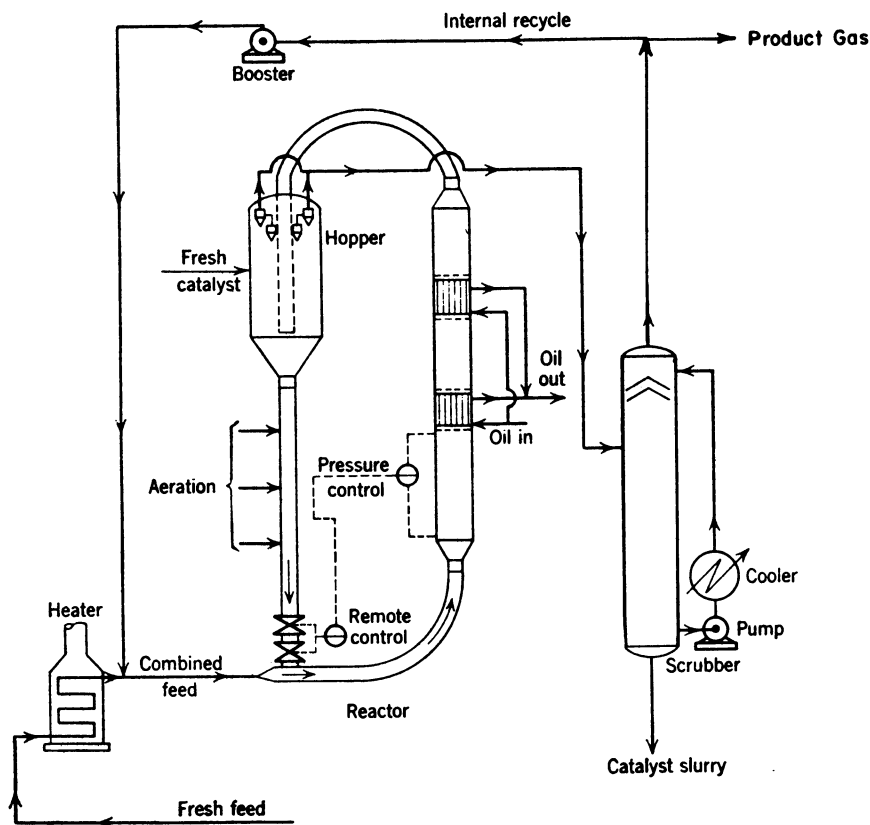 Internal recycle
Product Gas
Booster
Hopper
Fresh
catalyst
Oil
out
Oil in
Pressure
control
Aeration
Cooler
Heater
Remote
control
Pump
Combined
feed
Scrubber
Reactor
Catalyst slurry
Fresh feed